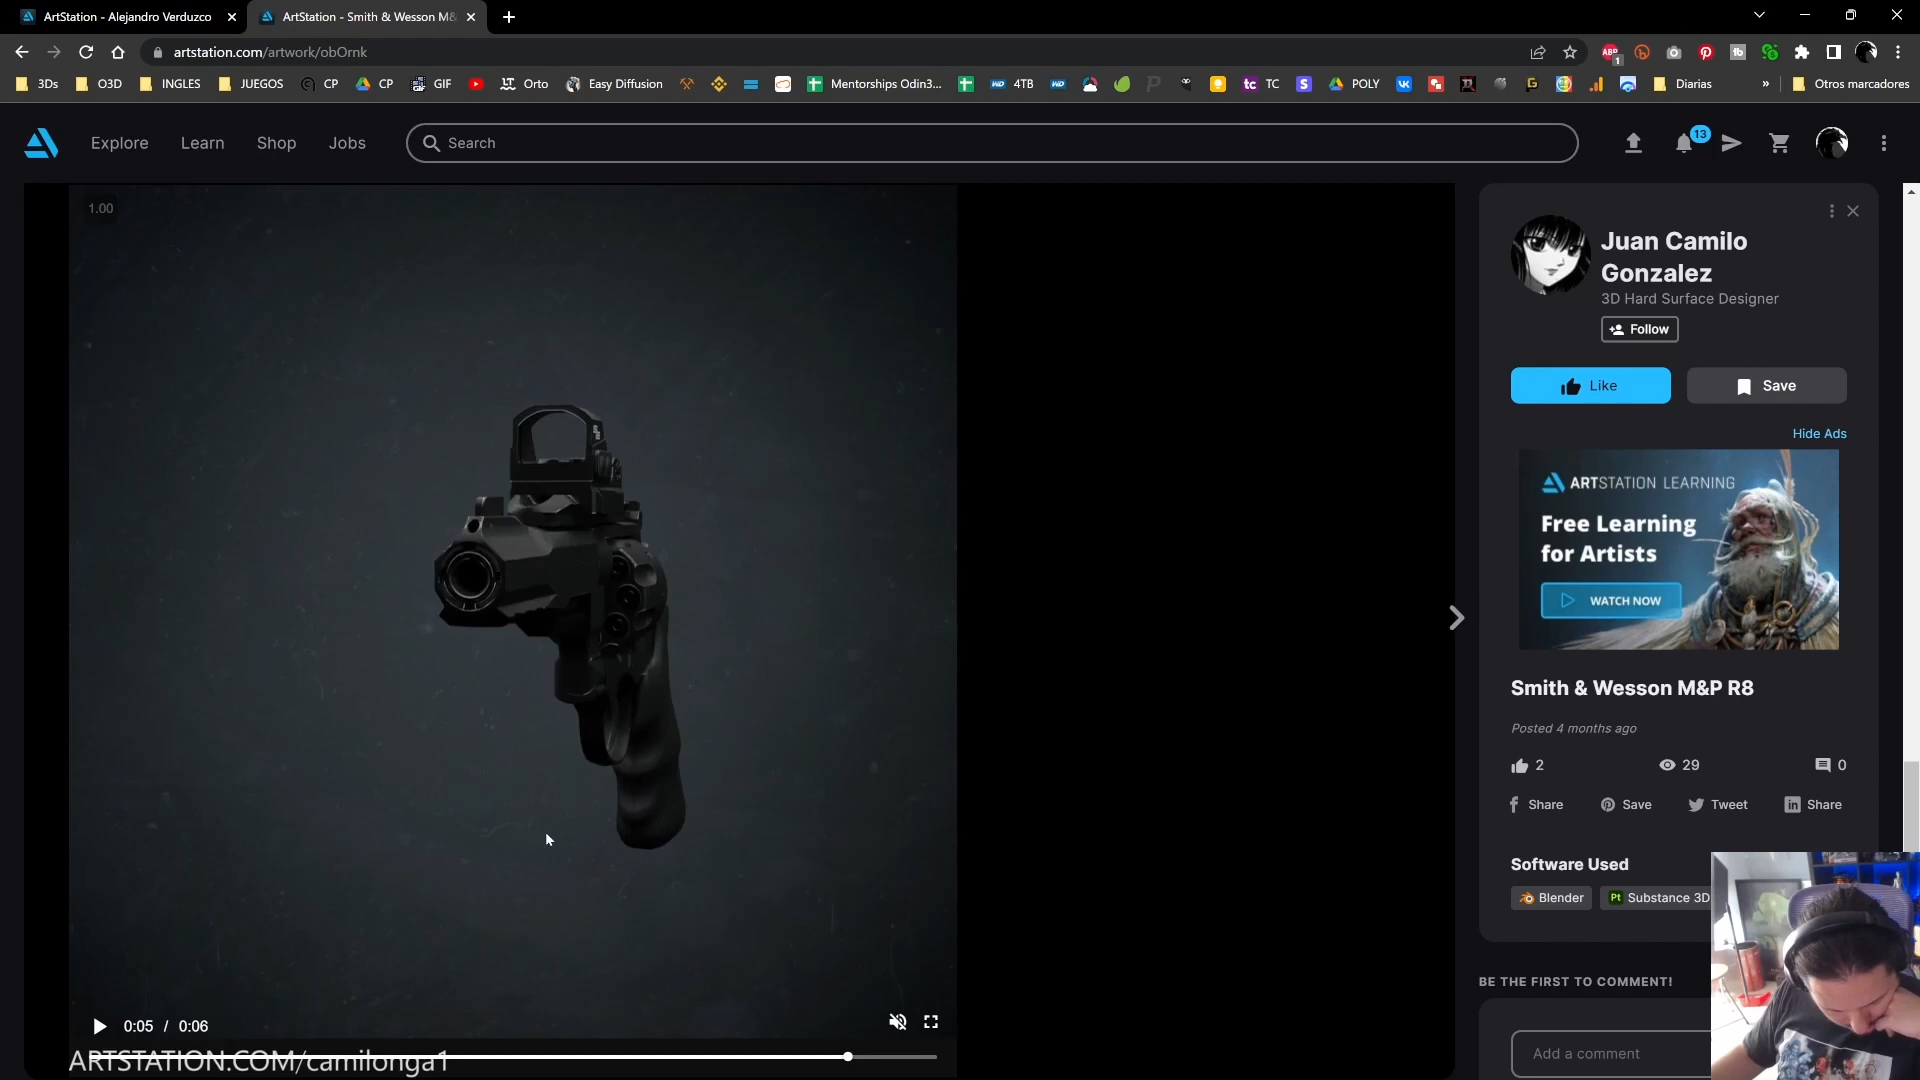 ArtStation - Alejandro Verduzco
ArtStation - Smith & Wesson M&
artstation.com/artwork/obOrnk
ABP
1
3Ds
O3D
INGLES
JUEGOS
CP
CP
GIF
Orto
Easy Diffusion
Mentorships Odin3...
4TB
TC
POLY
Diarias
»
Otros marcadores
Explore
Learn
Shop
Jobs
Search
13
1.00
Juan Camilo
Gonzalez
3D Hard Surface Designer
Follow
Like
Save
Hide Ads
ARTSTATION LEARNING
Free Learning
for Artists
WATCH NOW
Smith & Wesson M&P R8
Posted 4 months ago
2
29
0
Share
Save
Tweet
Share
Software Used
Blender
Pt Substance 3D
BE THE FIRST TO COMMENT!
Add a comment
0:05 / 0:06
ARTSTATION.COM/camilonga1